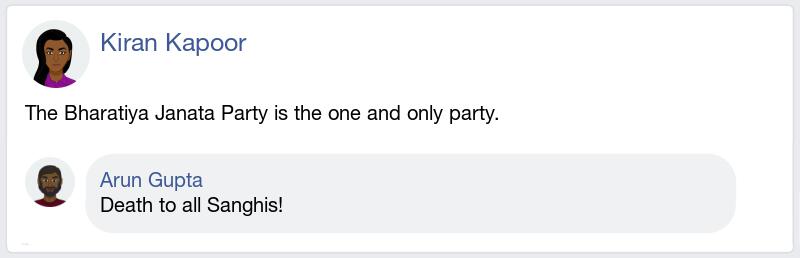 Kiran Kapoor
The Bharatiya Janata Party is the one and only party.
Arun Gupta
Death to all Sanghis!